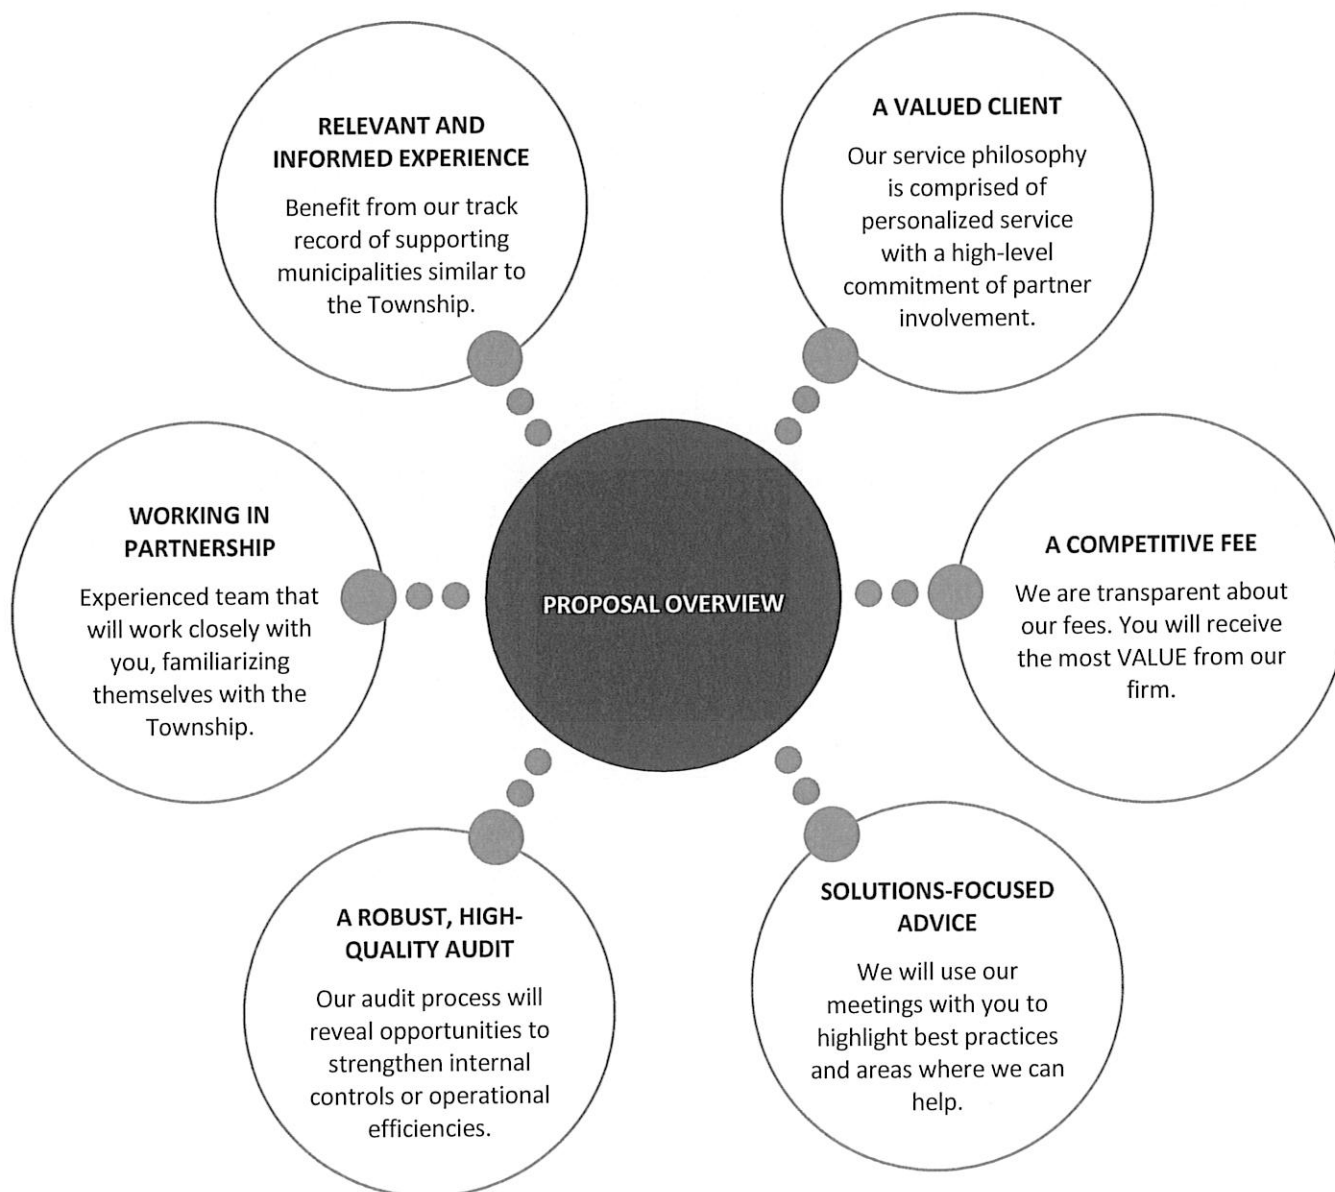 RELEVANT AND
INFORMED EXPERIENCE
Benefit from our track
record of supporting
municipalities similar to
the Township.
A VALUED CLIENT
Our service philosophy
is comprised of
personalized service
with a high-level
commitment of partner
involvement.
WORKING IN
PARTNERSHIP
Experienced team that
will work closely with
you, familiarizing
themselves with the
Township.
PROPOSAL OVERVIEW
A COMPETITIVE FEE
We are transparent about
our fees. You will receive
the most VALUE from our
firm.
A ROBUST, HIGH-
QUALITY AUDIT
Our audit process will
reveal opportunities to
strengthen internal
controls or operational
efficiencies.
SOLUTIONS-FOCUSED
ADVICE
We will use our
meetings with you to
highlight best practices
and areas where we can
help.